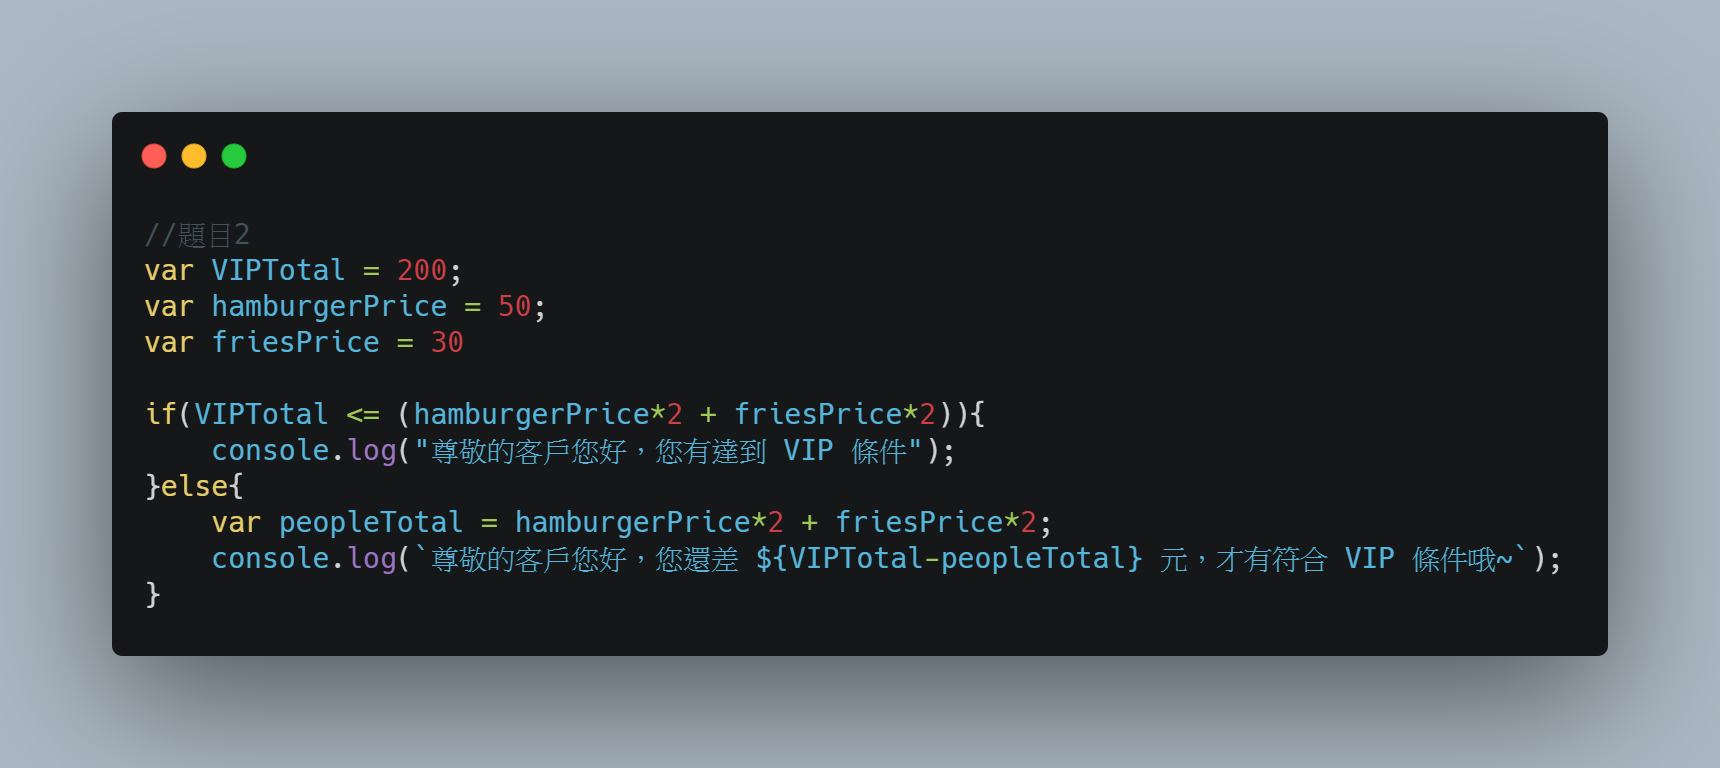 //題目2
var VIPTotal = 200;
var hamburgerPrice = 50;
var friesPrice = 30
if(VIPTotal <= (hamburgerPrice*2 + friesPrice*2)){
    console.log("尊敬的客戶您好，您有達到 VIP 條件");
}else{
    var peopleTotal = hamburgerPrice*2 + friesPrice*2;
    console.log(`尊敬的客戶您好，您還差 ${VIPTotal-peopleTotal} 元，才有符合 VIP 條件哦~`);
}